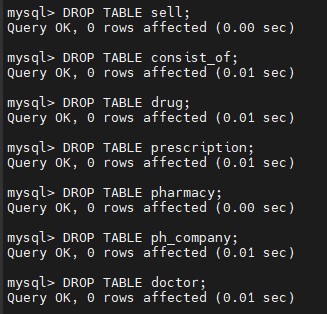 mysql> DROP TABLE sell;
Query OK, 0 rows affected (0.00 sec)
mysql> DROP TABLE consist_of;
Query OK, 0 rows affected (0.01 sec)
mysql> DROP TABLE drug;
Query OK, 0 rows affected (0.01 sec)
mysql> DROP TABLE prescription;
Query OK, 0 rows affected (0.01 sec)
mysql> DROP TABLE pharmacy;
Query OK, 0 rows affected (0.00 sec)
mysql> DROP TABLE ph_company;
Query OK, 0 rows affected (0.01 sec)
mysql> DROP TABLE doctor;
Query OK, 0 rows affected (0.01 sec)